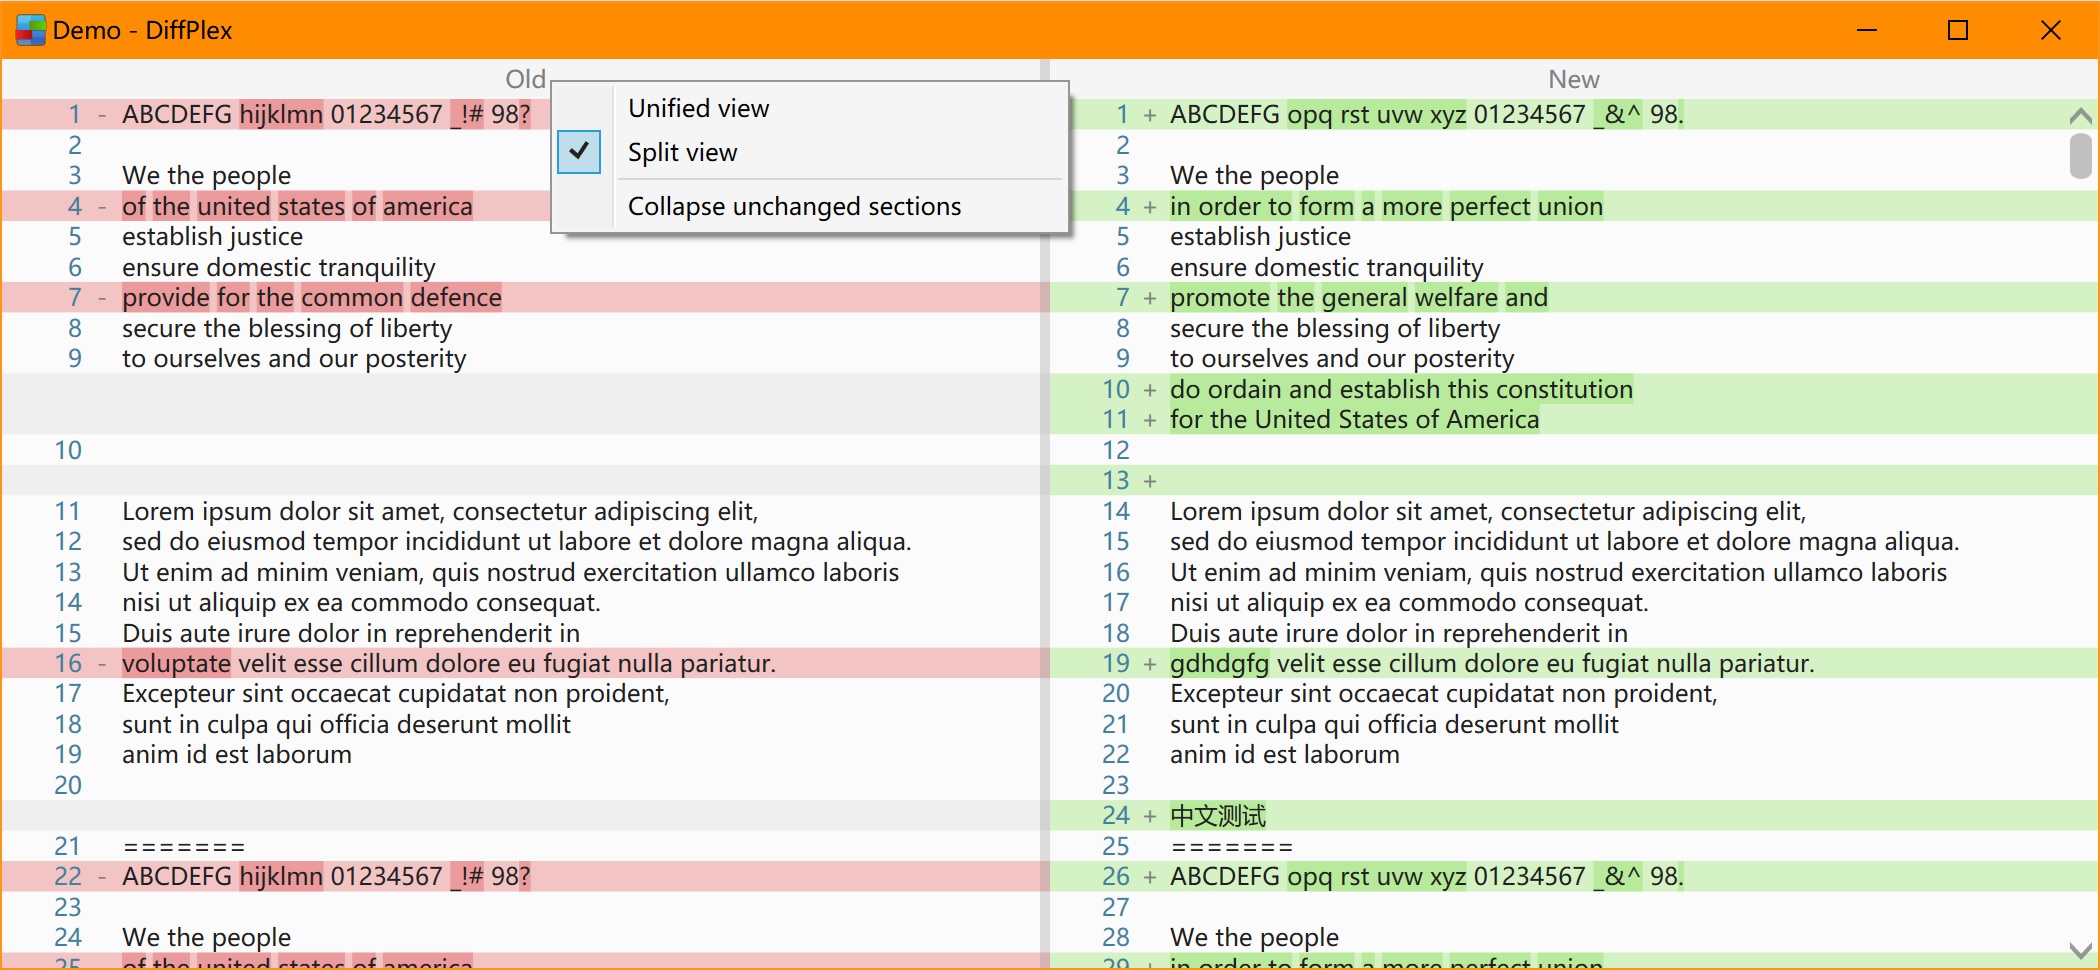 Demo - DiffPlex
Old
1 - ABCDEFG hijklmn 01234567 _!# 98?
2
3 We the people
4 - of the united states of america
5 establish justice
6 ensure domestic tranquility
7 - provide for the common defence
8 secure the blessing of liberty
9 to ourselves and our posterity
10
11 Lorem ipsum dolor sit amet, consectetur adipiscing elit,
12 sed do eiusmod tempor incididunt ut labore et dolore magna aliqua.
13 Ut enim ad minim veniam, quis nostrud exercitation ullamco laboris
14 nisi ut aliquip ex ea commodo consequat.
15 Duis aute irure dolor in reprehenderit in
16 - voluptate velit esse cillum dolore eu fugiat nulla pariatur.
17 Excepteur sint occaecat cupidatat non proident,
18 sunt in culpa qui officia deserunt mollit
19 anim id est laborum
20
21 =======
22 - ABCDEFG hijklmn 01234567 _!# 98?
23
24 We the people
25 - of the united states of america
Unified view
Split view
Collapse unchanged sections
New
1 + ABCDEFG opq rst uvw xyz 01234567 _&^ 98.
2
3 We the people
4 + in order to form a more perfect union
5 establish justice
6 ensure domestic tranquility
7 + promote the general welfare and
8 secure the blessing of liberty
9 to ourselves and our posterity
10 + do ordain and establish this constitution
11 + for the United States of America
12
13 +
14 Lorem ipsum dolor sit amet, consectetur adipiscing elit,
15 sed do eiusmod tempor incididunt ut labore et dolore magna aliqua.
16 Ut enim ad minim veniam, quis nostrud exercitation ullamco laboris
17 nisi ut aliquip ex ea commodo consequat.
18 Duis aute irure dolor in reprehenderit in
19 + gdhdgfg velit esse cillum dolore eu fugiat nulla pariatur.
20 Excepteur sint occaecat cupidatat non proident,
21 sunt in culpa qui officia deserunt mollit
22 anim id est laborum
23
24 + 中文测试
25 =======
26 + ABCDEFG opq rst uvw xyz 01234567 _&^ 98.
27
28 We the people
29 + in order to form a more perfect union